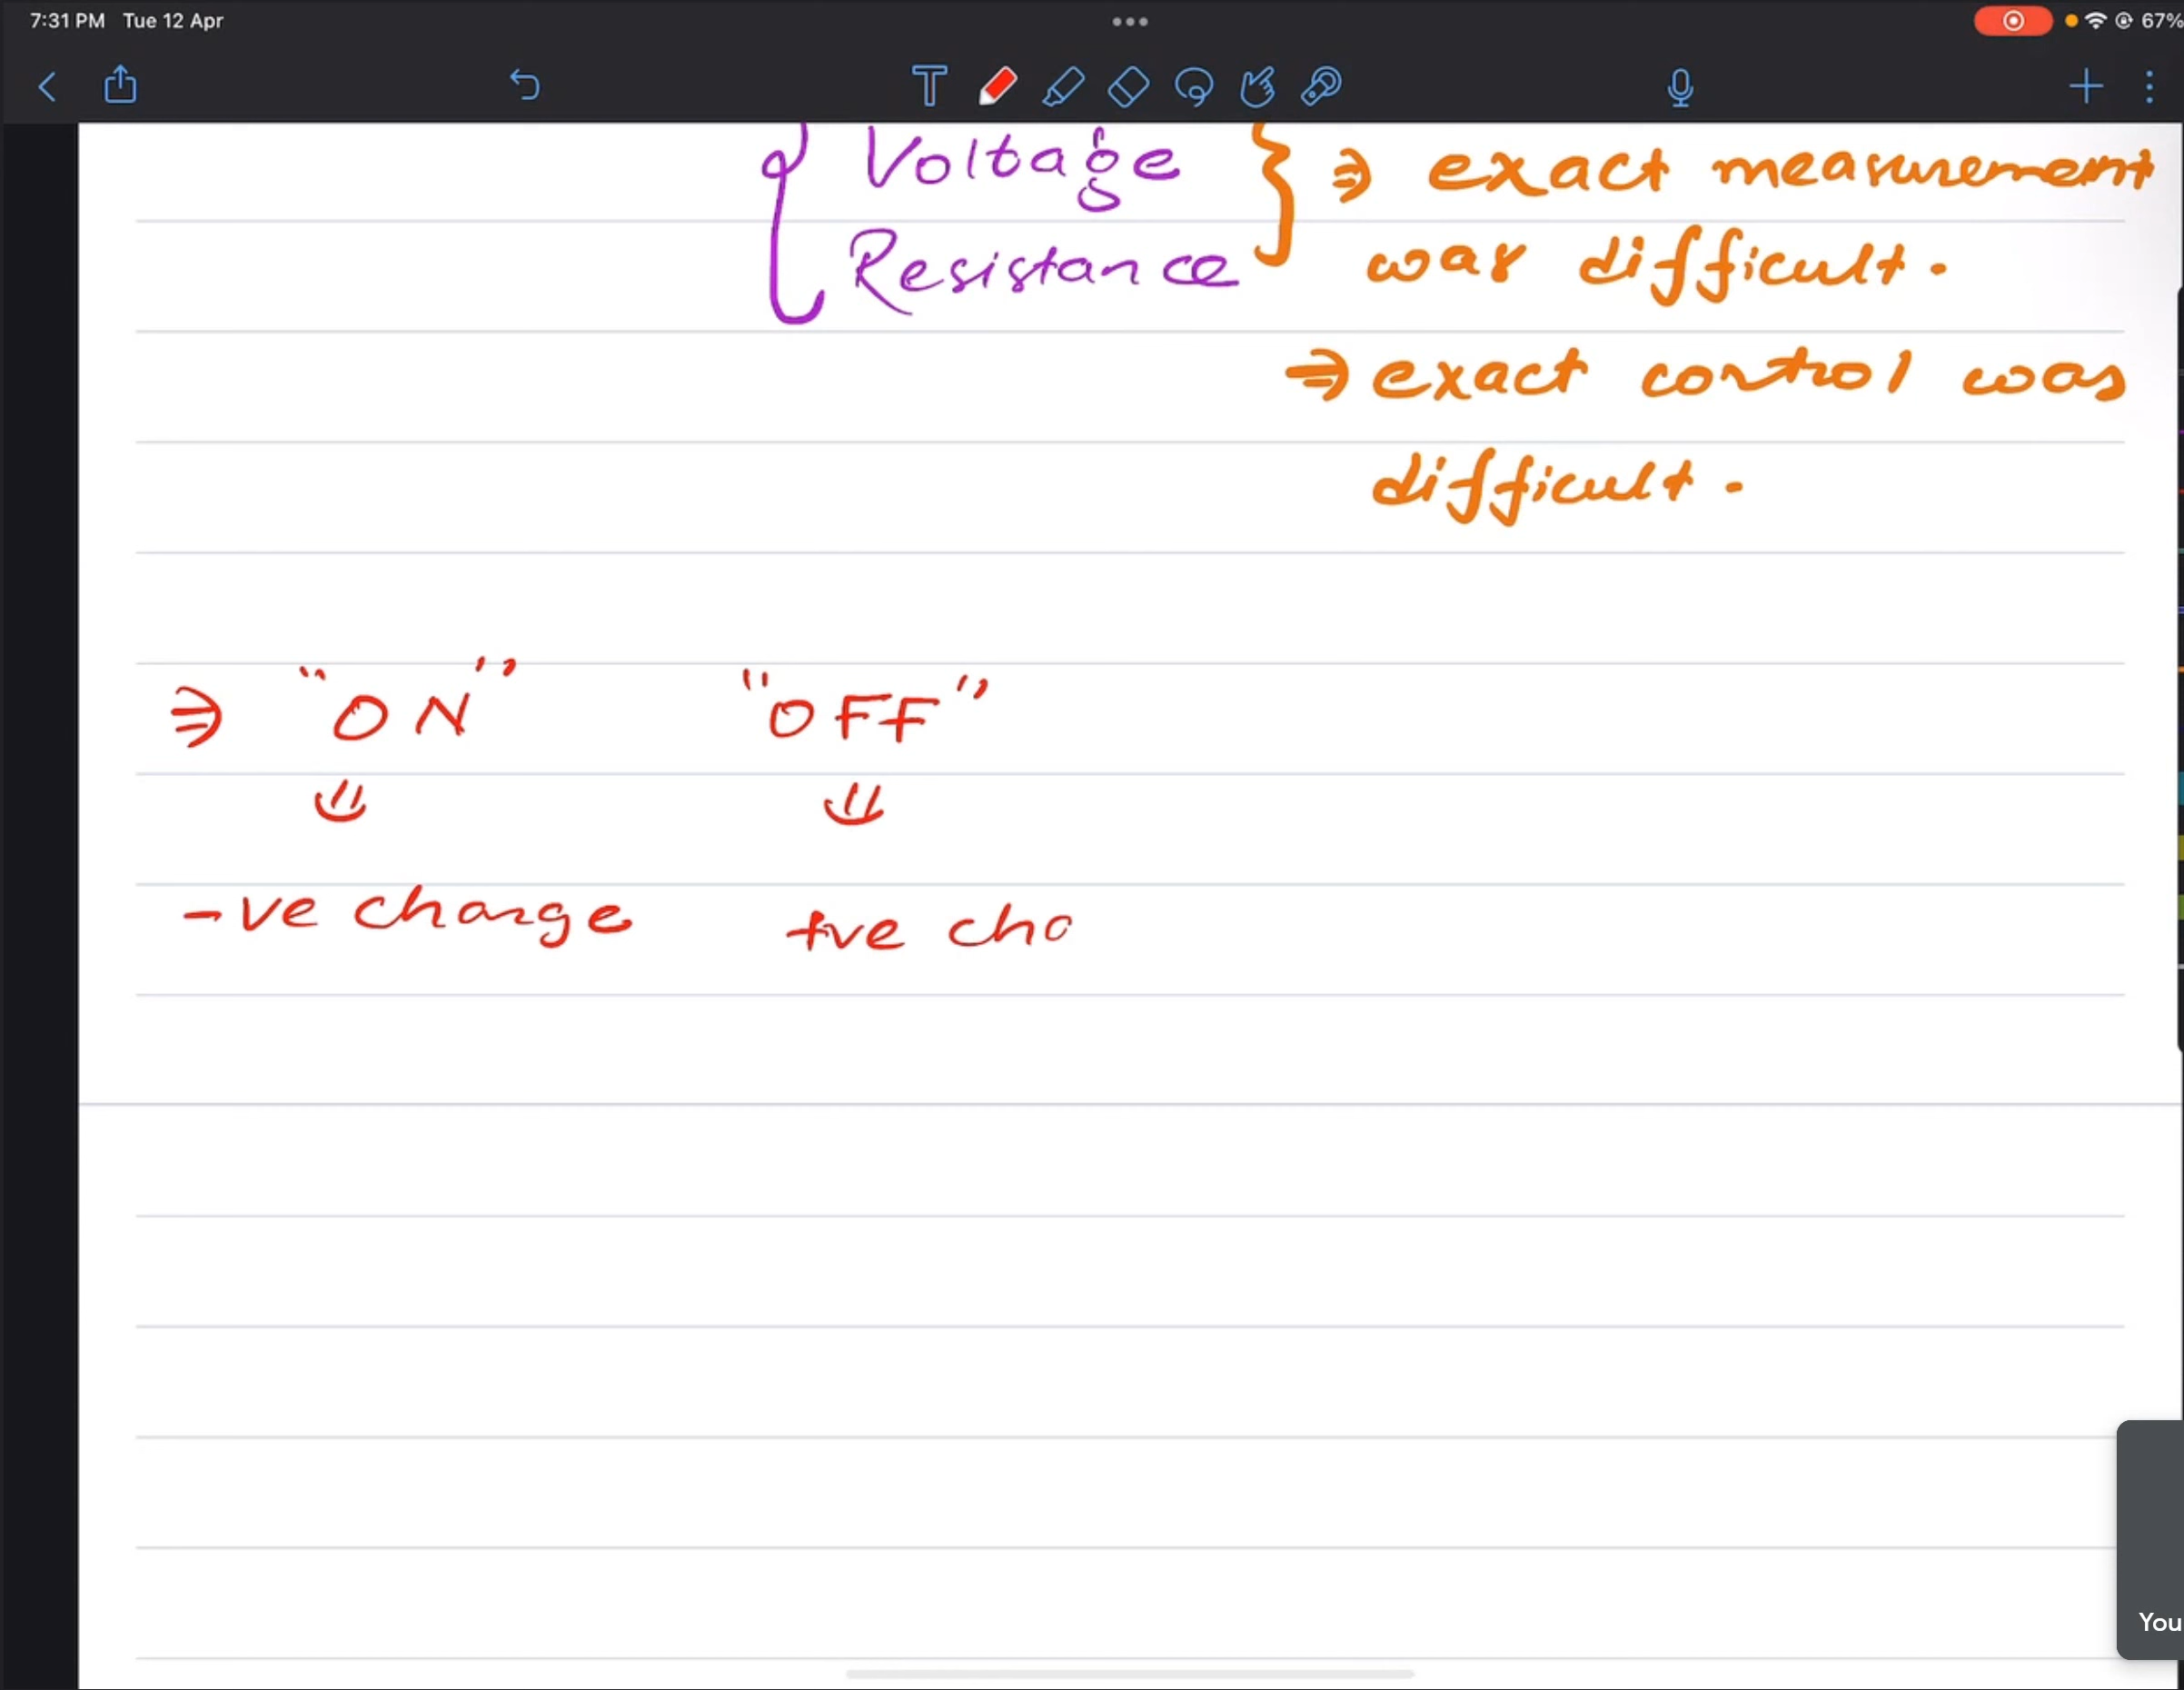 7:31 PM Tue 12 Apr
67%
Voltage ⇒ exact measurement
Resistance was difficult.
⇒ exact control was
difficult.
⇒ "ON" "OFF"
-ve change +ve cha
You